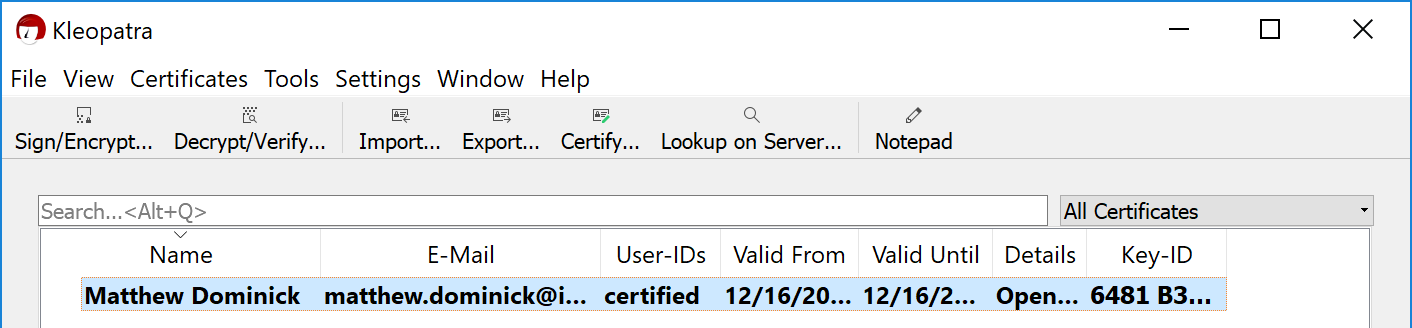 Kleopatra
File View Certificates Tools Settings Window Help
Sign/Encrypt... Decrypt/Verify... Import... Export... Certify... Lookup on Server... Notepad
Search...<Alt+Q> All Certificates
Name E-Mail User-IDs Valid From Valid Until Details Key-ID
Matthew Dominick matthew.dominick@i... certified 12/16/20... 12/16/2... Open... 6481 B3...